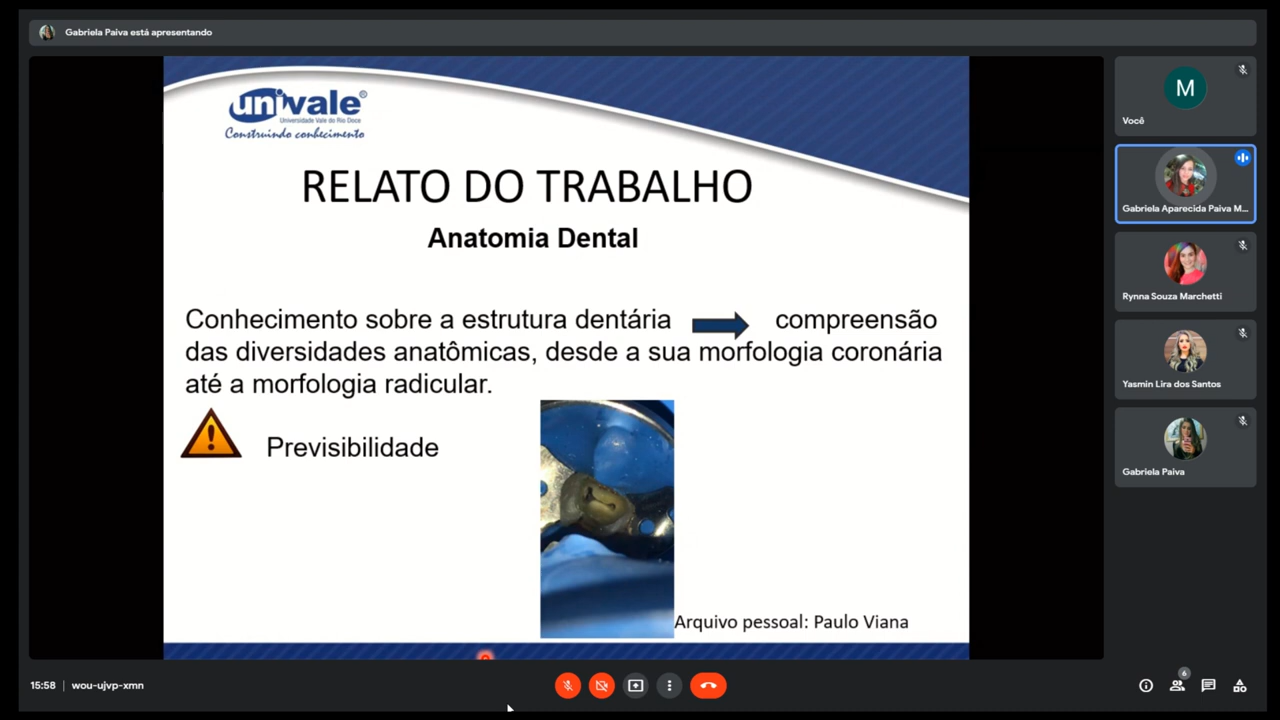 Gabriela Paiva está apresentando
univale®
Universidade Vale do Rio Doce
Construindo conhecimento
RELATO DO TRABALHO
Anatomia Dental
Conhecimento sobre a estrutura dentária compreensão
das diversidades anatômicas, desde a sua morfologia coronária
até a morfologia radicular.
Previsibilidade
Arquivo pessoal: Paulo Viana
M
Você
Gabriela Aparecida Paiva M...
Rynna Souza Marchetti
Yasmin Lira dos Santos
Gabriela Paiva
15:58 | wou-ujvp-xmn
6